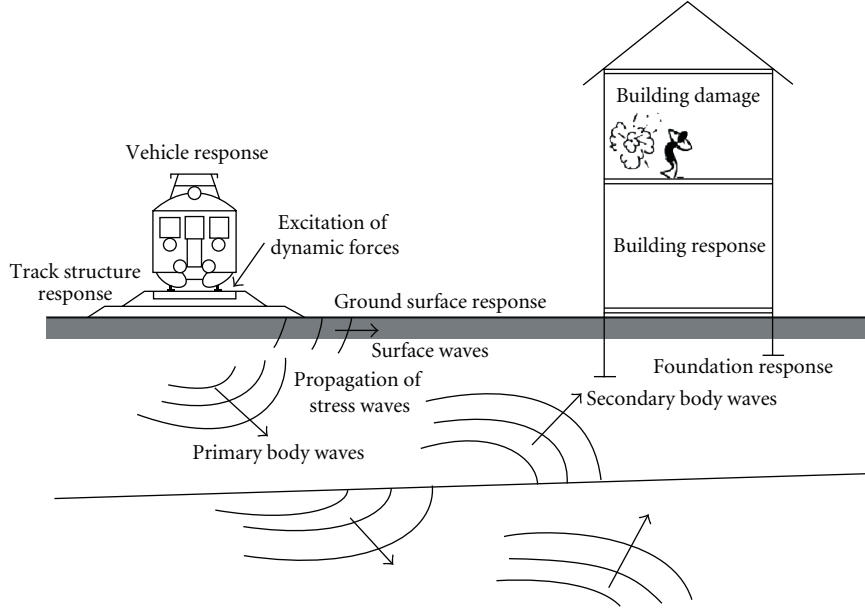 Building damage
Vehicle response
Excitation of
dynamic forces
Building response
Track structure
response
Ground surface response
Surface waves
Foundation response
Propagation of
stress waves
Secondary body waves
Primary body waves